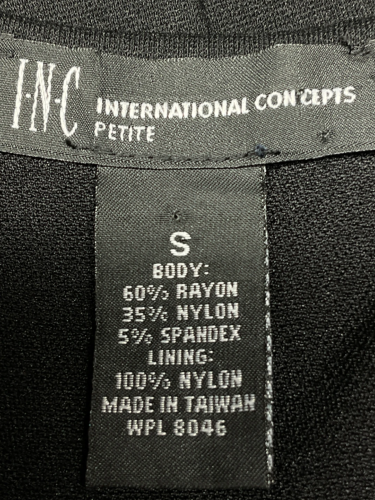 I·N·C INTERNATIONAL CONCEPTS
PETITE
S
BODY:
60% RAYON
35% NYLON
5% SPANDEX
LINING:
100% NYLON
MADE IN TAIWAN
WPL 8046